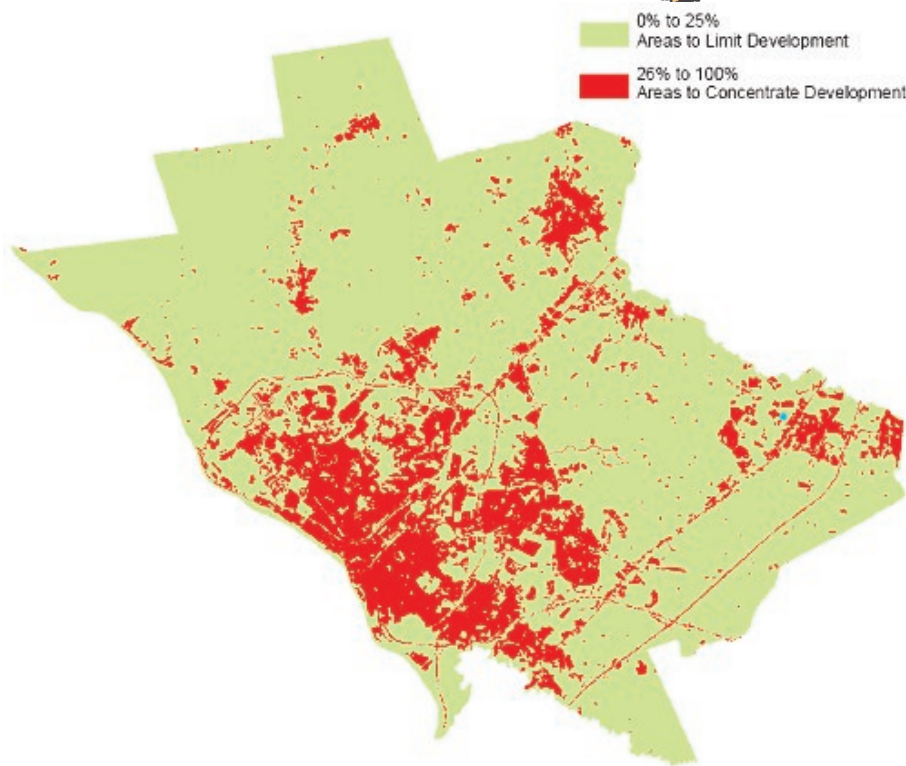 0% to 25%
Areas to Limit Development
26% to 100%
Areas to Concentrate Development